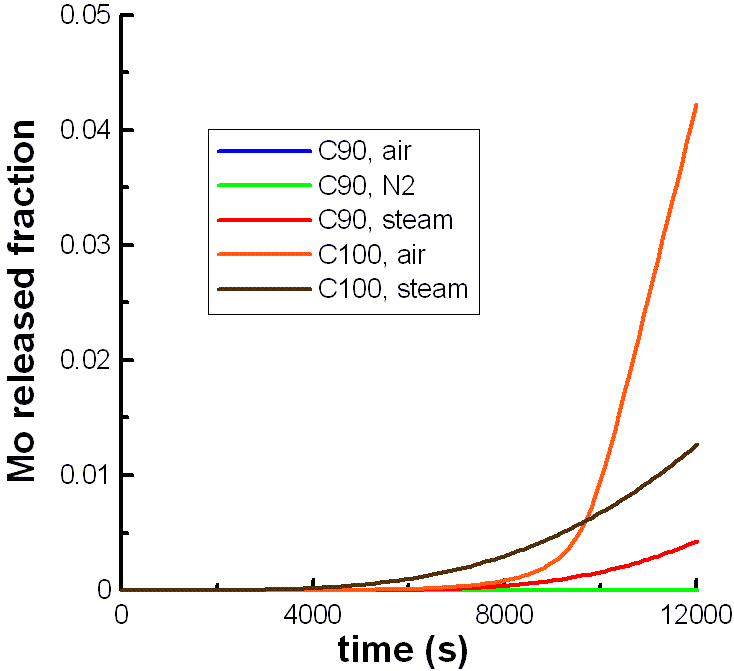 0.05
0.04
0.03
0.02
0.01
0
Mo released fraction
C90, air
C90, N2
C90, steam
C100, air
C100, steam
0 4000 8000 12000
time (s)